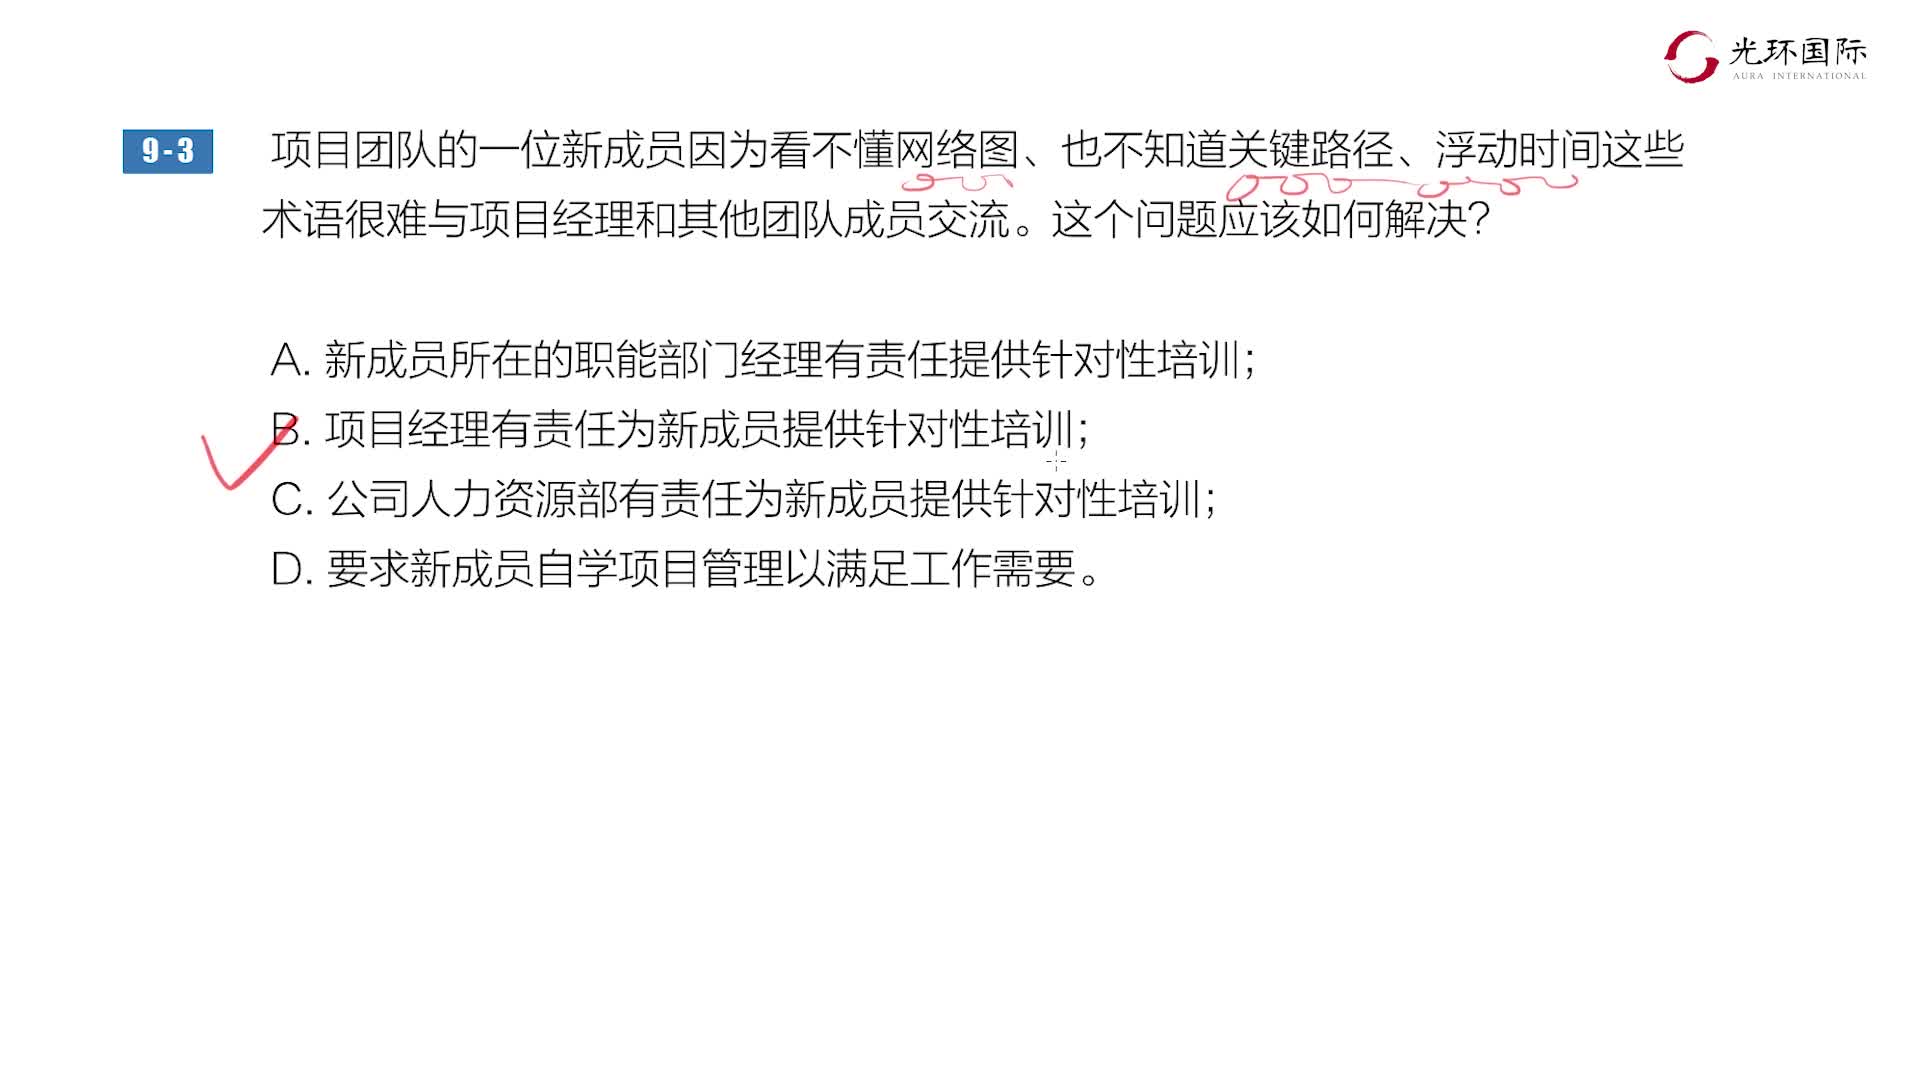 光环国际
AURA INTERNATIONAL
9-3
项目团队的一位新成员因为看不懂网络图、也不知道关键路径、浮动时间这些
术语很难与项目经理和其他团队成员交流。这个问题应该如何解决?
A. 新成员所在的职能部门经理有责任提供针对性培训;
B. 项目经理有责任为新成员提供针对性培训;
C. 公司人力资源部有责任为新成员提供针对性培训;
D. 要求新成员自学项目管理以满足工作需要。